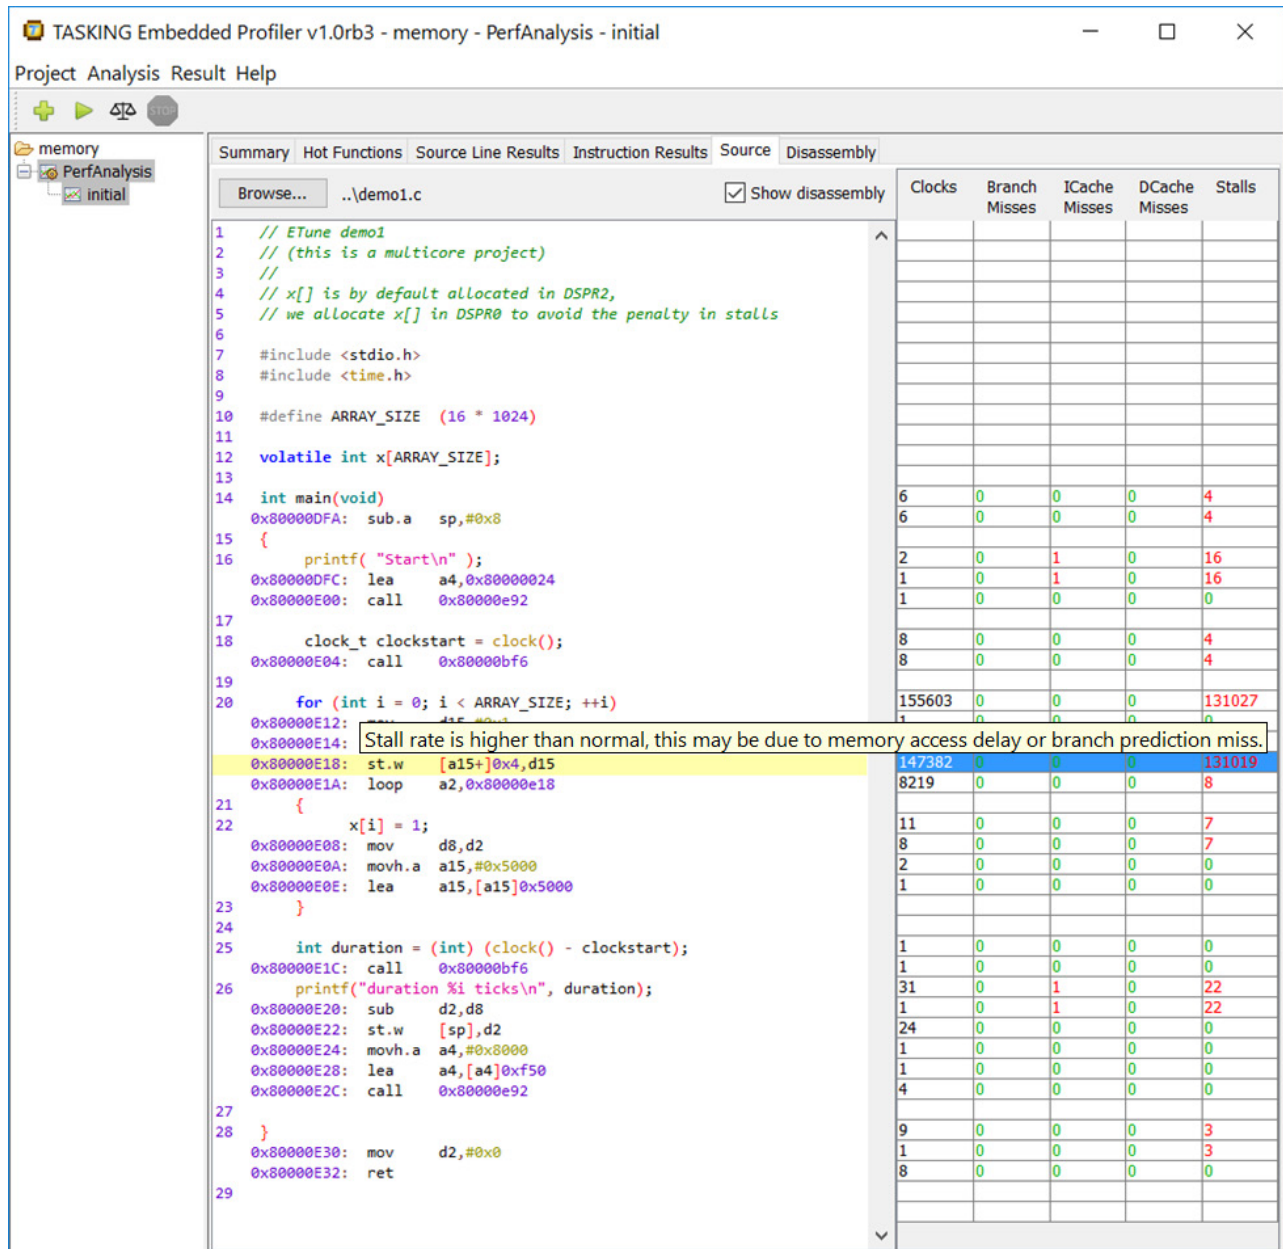 TASKING Embedded Profiler v1.0rb3 - memory - PerfAnalysis - initial
Project Analysis Result Help
STOP
memory
PerfAnalysis
initial
Summary Hot Functions Source Line Results Instruction Results Source Disassembly
Browse... ..\demo1.c Show disassembly
Clocks Branch Misses ICache Misses DCache Misses Stalls
1 // ETune demo1
2 // (this is a multicore project)
3 //
4 // x[] is by default allocated in DSPR2,
5 // we allocate x[] in DSPR0 to avoid the penalty in stalls
6
7 #include <stdio.h>
8 #include <time.h>
9
10 #define ARRAY_SIZE (16 * 1024)
11
12 volatile int x[ARRAY_SIZE];
13
14 int main(void) 6 0 0 0 4
0x80000DFA: sub.a sp,#0x8 6 0 0 0 4
15 {
16 printf( "Start\n" ); 2 0 1 0 16
0x80000DFC: lea a4,0x80000024 1 0 1 0 16
0x80000E00: call 0x80000e92 1 0 0 0 0
17
18 clock_t clockstart = clock(); 8 0 0 0 4
0x80000E04: call 0x80000bf6 8 0 0 0 4
19
20 for (int i = 0; i < ARRAY_SIZE; ++i) 155603 0 0 0 131027
0x80000E12: mov d15,#0x1 1 0 0 0 0
0x80000E14:
Stall rate is higher than normal, this may be due to memory access delay or branch prediction miss.
0x80000E18: st.w [a15+]0x4,d15 147382 0 0 0 131019
0x80000E1A: loop a2,0x80000e18 8219 0 0 0 8
21 {
22 x[i] = 1; 11 0 0 0 7
0x80000E08: mov d8,d2 8 0 0 0 7
0x80000E0A: movh.a a15,#0x5000 2 0 0 0 0
0x80000E0E: lea a15,[a15]0x5000 1 0 0 0 0
23 }
24
25 int duration = (int) (clock() - clockstart); 1 0 0 0 0
0x80000E1C: call 0x80000bf6 1 0 0 0 0
26 printf("duration %i ticks\n", duration); 31 0 1 0 22
0x80000E20: sub d2,d8 1 0 1 0 22
0x80000E22: st.w [sp],d2 24 0 0 0 0
0x80000E24: movh.a a4,#0x8000 1 0 0 0 0
0x80000E28: lea a4,[a4]0xf50 1 0 0 0 0
0x80000E2C: call 0x80000e92 4 0 0 0 0
27
28 } 9 0 0 0 3
0x80000E30: mov d2,#0x0 1 0 0 0 3
0x80000E32: ret 8 0 0 0 0
29